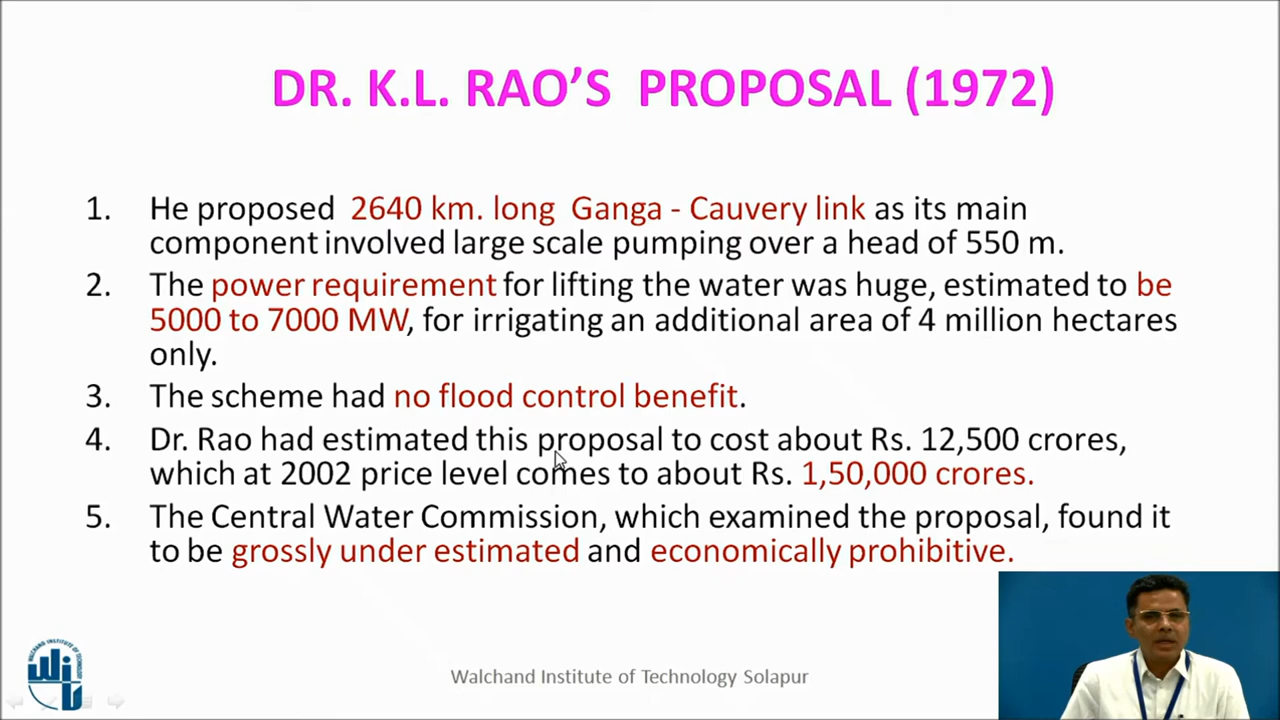 DR. K.L. RAO’S PROPOSAL (1972)
1. He proposed 2640 km. long Ganga - Cauvery link as its main
component involved large scale pumping over a head of 550 m.
2. The power requirement for lifting the water was huge, estimated to be
5000 to 7000 MW, for irrigating an additional area of 4 million hectares
only.
3. The scheme had no flood control benefit.
4. Dr. Rao had estimated this proposal to cost about Rs. 12,500 crores,
which at 2002 price level comes to about Rs. 1,50,000 crores.
5. The Central Water Commission, which examined the proposal, found it
to be grossly under estimated and economically prohibitive.
WALCHAND INSTITUTE OF TECHNOLOGY
Walchand Institute of Technology Solapur